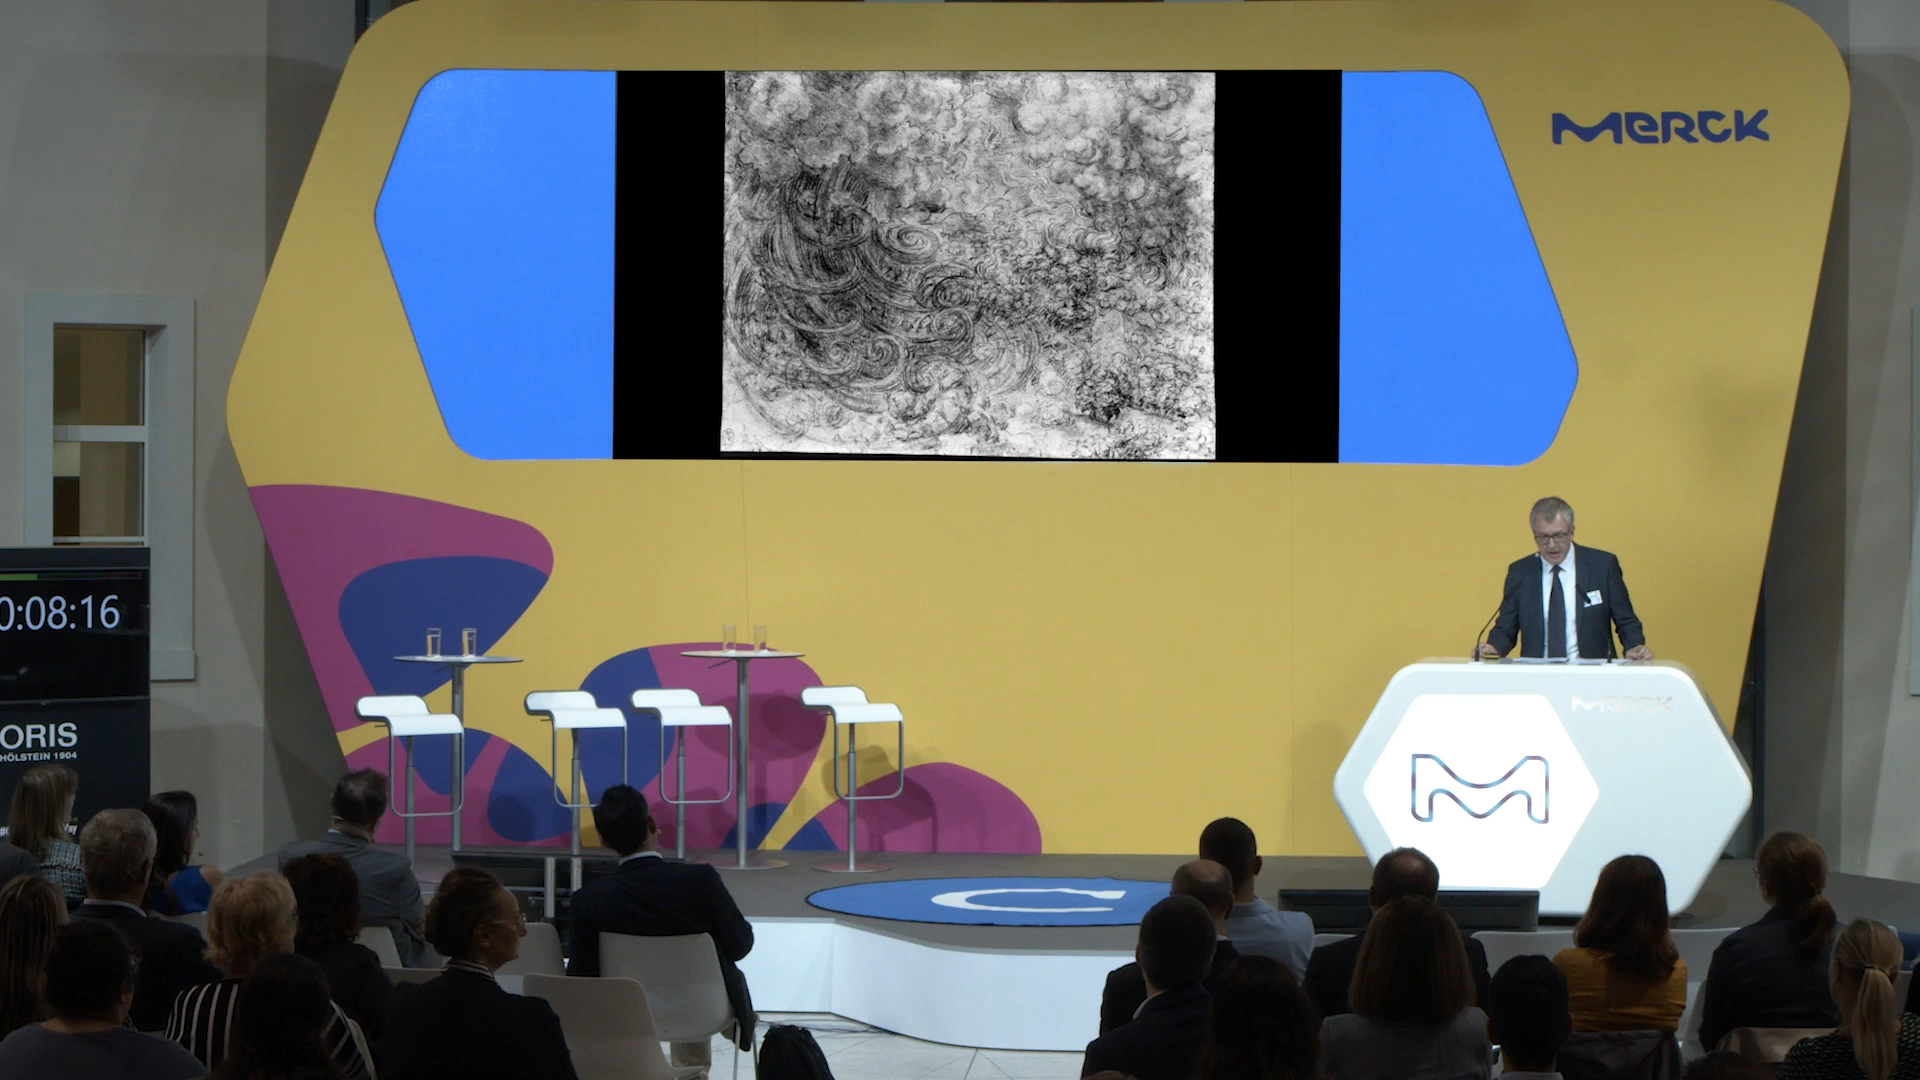 MERCK
0:08:16
ORIS
HÖLSTEIN 1904
MERCK
M
C